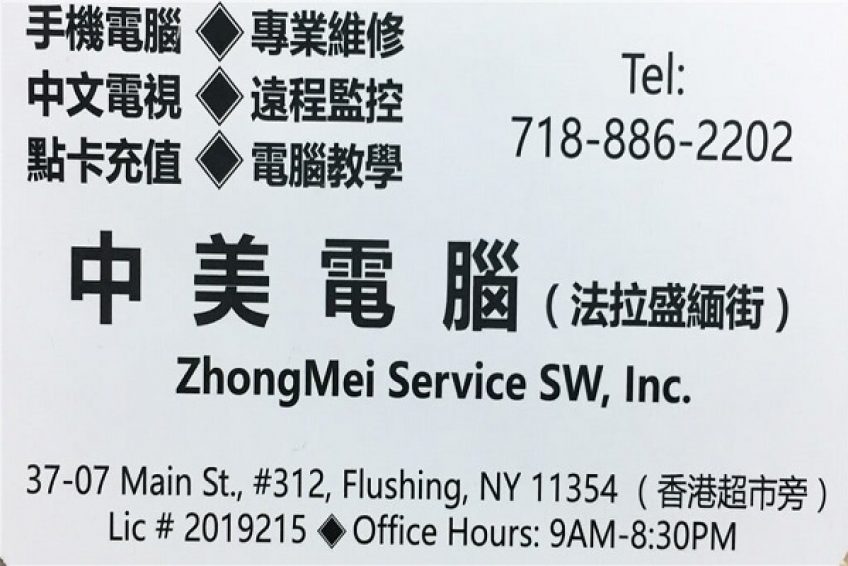 手機電腦◆專業維修
中文電視◆遠程監控
點卡充值◆電腦教學
Tel:
718-886-2202
中美電腦（法拉盛緬街）
ZhongMei Service SW, Inc.
37-07 Main St., #312, Flushing, NY 11354（香港超市旁）
Lic # 2019215◆Office Hours: 9AM-8:30PM